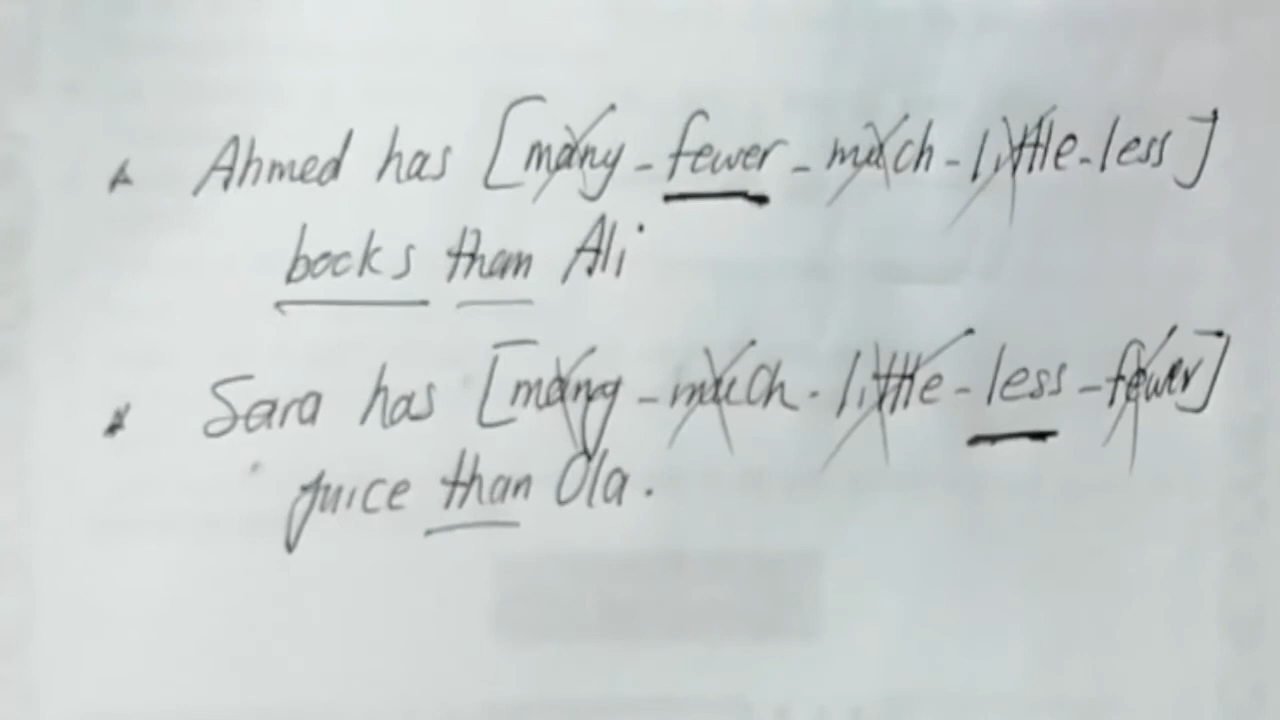 Ahmed has [many - fewer - much - little - less]
books than Ali
Sara has [many - much - little - less - fewer]
juice than Ola.